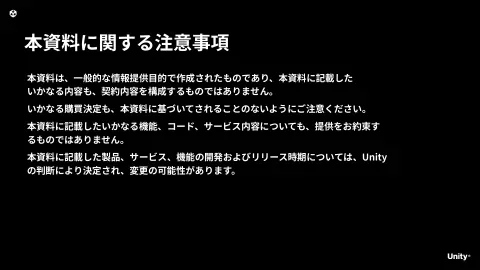 本資料に関する注意事項
本資料は、一般的な情報提供目的で作成されたものであり、本資料に記載した
いかなる内容も、契約内容を構成するものではありません。
いかなる購買決定も、本資料に基づいてされることのないようにご注意ください。
本資料に記載したいかなる機能、コード、サービス内容についても、提供をお約束す
るものではありません。
本資料に記載した製品、サービス、機能の開発およびリリース時期については、Unity
の判断により決定され、変更の可能性があります。
Unity